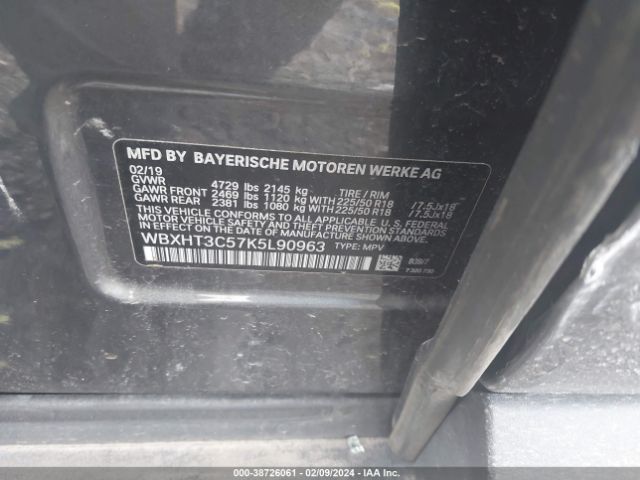 MFD BY BAYERISCHE MOTOREN WERKE AG
02/19
GVWR 4729 lbs 2145 kg TIRE / RIM
GAWR FRONT 2469 lbs 1120 kg WITH 225/50 R18 /7.5Jx18
GAWR REAR 2381 lbs 1080 kg WITH 225/50 R18 /7.5Jx18
THIS VEHICLE CONFORMS TO ALL APPLICABLE U.S. FEDERAL
MOTOR VEHICLE SAFETY AND THEFT PREVENTION STANDARDS
IN EFFECT ON THE DATE OF MANUFACTURE SHOWN ABOVE.
WBXHT3C57K5L90963 TYPE: MPV
000-38726061 - 02/09/2024 - IAA Inc.